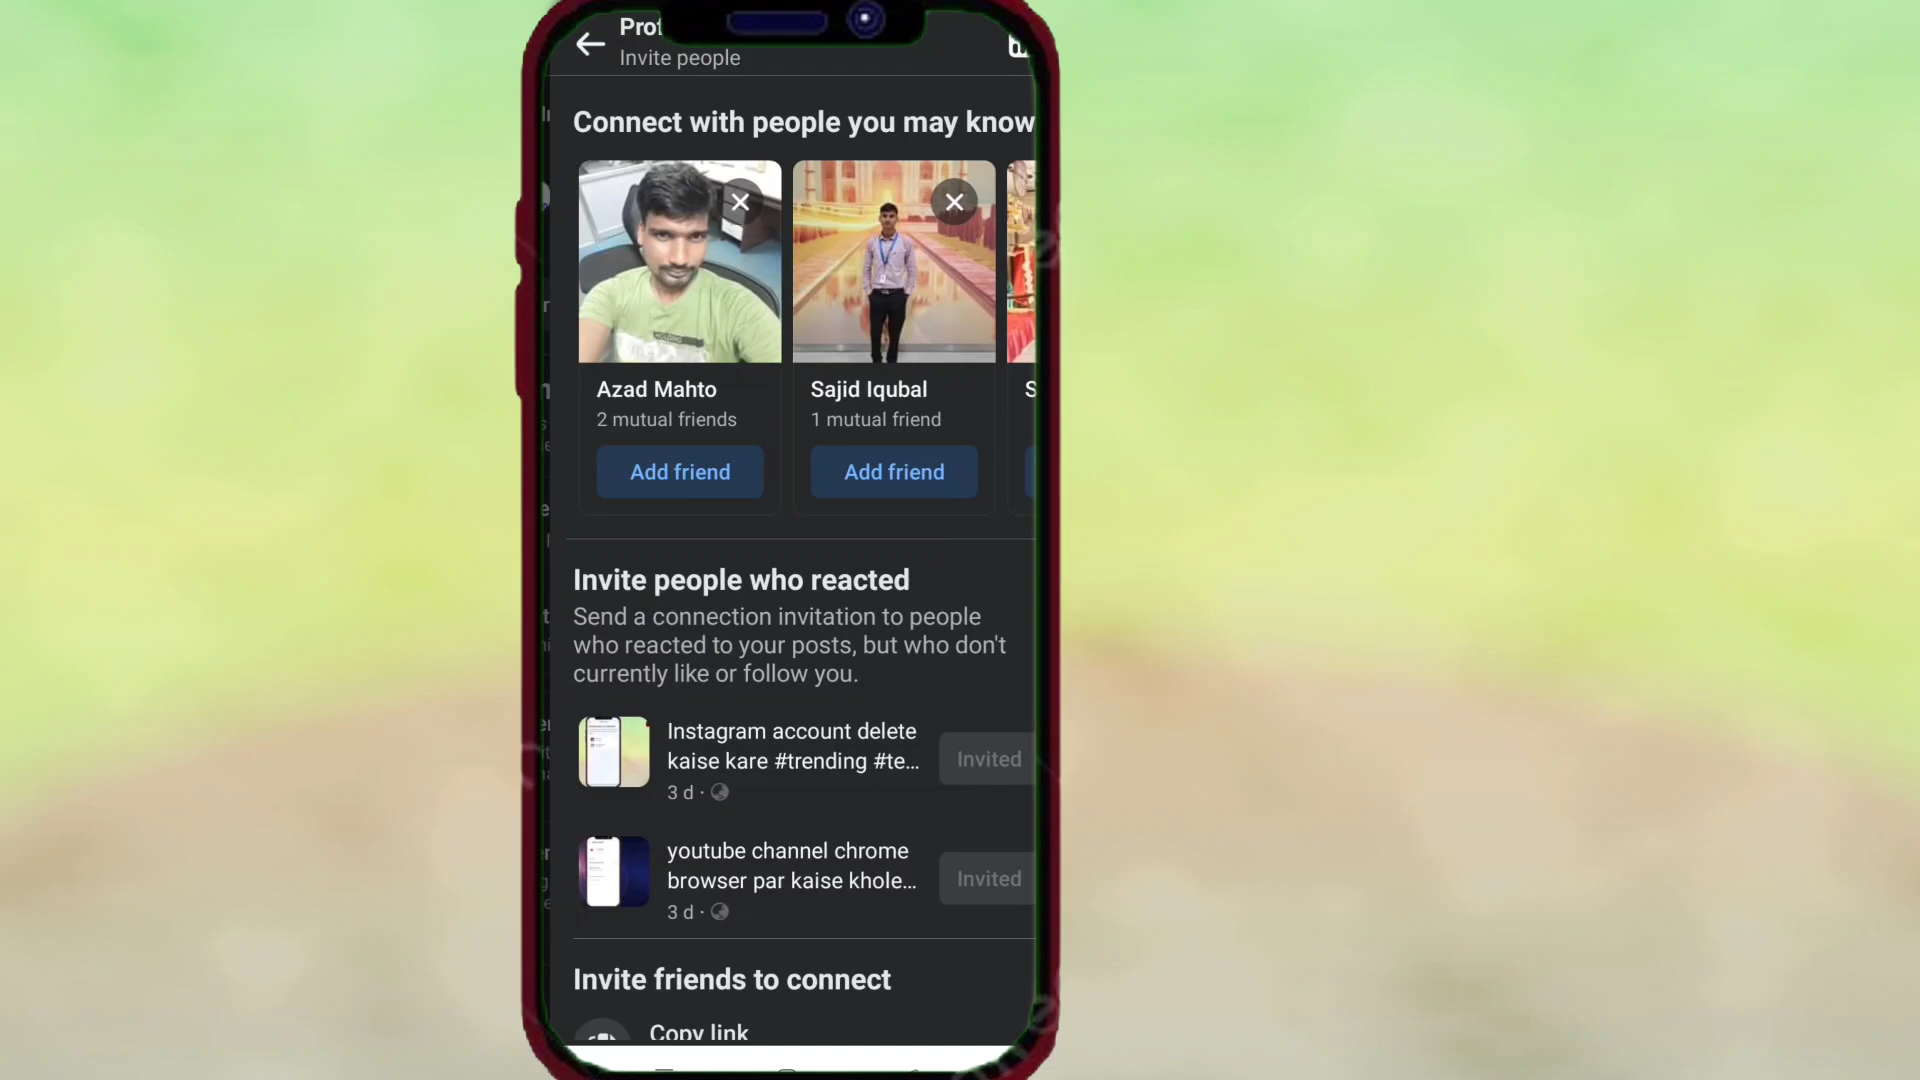 Invite people
Connect with people you may know
Azad Mahto
2 mutual friends
Add friend
Sajid Iqubal
1 mutual friend
Add friend
Invite people who reacted
Send a connection invitation to people
who reacted to your posts, but who don't
currently like or follow you.
Instagram account delete
kaise kare #trending #te...
3 d ·
Invited
youtube channel chrome
browser par kaise khole...
3 d ·
Invited
Invite friends to connect
Copy link